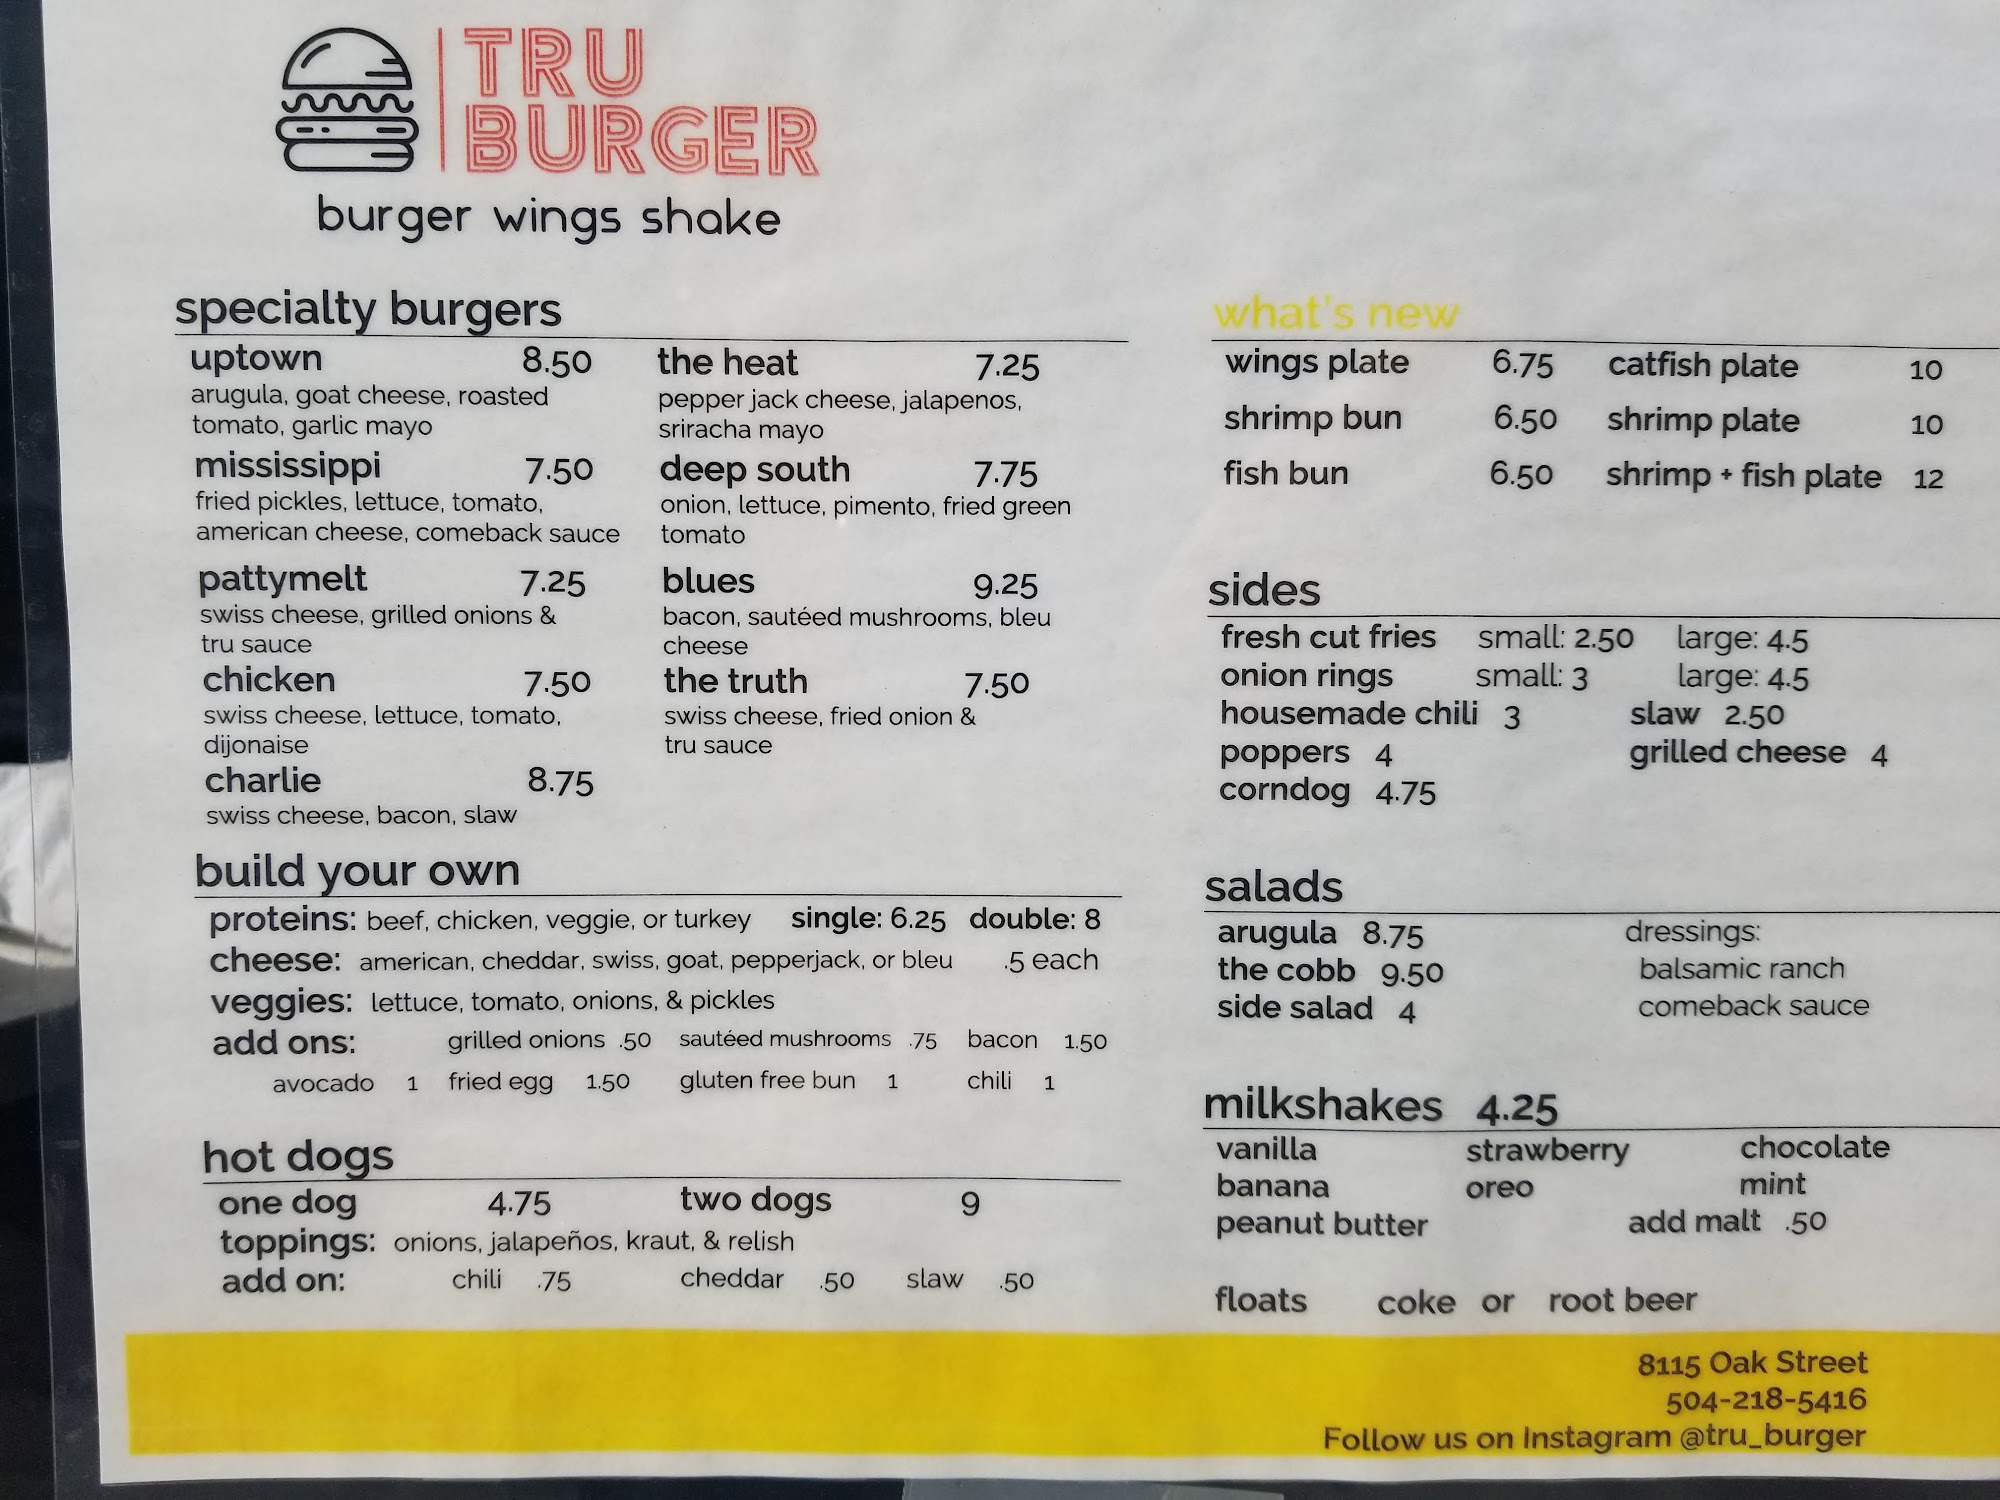 TRU
BURGER
burger wings shake
specialty burgers
uptown 8.50
arugula, goat cheese, roasted
tomato, garlic mayo
mississippi 7.50
fried pickles, lettuce, tomato,
american cheese, comeback sauce
pattymelt 7.25
swiss cheese, grilled onions &
tru sauce
chicken 7.50
swiss cheese, lettuce, tomato,
dijonaise
charlie 8.75
swiss cheese, bacon, slaw
the heat 7.25
pepper jack cheese, jalapenos,
sriracha mayo
deep south 7.75
onion, lettuce, pimento, fried green
tomato
blues 9.25
bacon, sautéed mushrooms, bleu
cheese
the truth 7.50
swiss cheese, fried onion &
tru sauce
build your own
proteins: beef, chicken, veggie, or turkey single: 6.25 double: 8
cheese: american, cheddar, swiss, goat, pepperjack, or bleu .5 each
veggies: lettuce, tomato, onions, & pickles
add ons: grilled onions .50 sautéed mushrooms .75 bacon 1.50
avocado 1 fried egg 1.50 gluten free bun 1 chili 1
hot dogs
one dog 4.75 two dogs 9
toppings: onions, jalapeños, kraut, & relish
add on: chili .75 cheddar .50 slaw .50
what's new
wings plate 6.75 catfish plate 10
shrimp bun 6.50 shrimp plate 10
fish bun 6.50 shrimp + fish plate 12
sides
fresh cut fries small: 2.50 large: 4.5
onion rings small: 3 large: 4.5
housemade chili 3 slaw 2.50
poppers 4 grilled cheese 4
corndog 4.75
salads
arugula 8.75 dressings:
the cobb 9.50 balsamic ranch
side salad 4 comeback sauce
milkshakes 4.25
vanilla strawberry chocolate
banana oreo mint
peanut butter add malt .50
floats coke or root beer
8115 Oak Street
504-218-5416
Follow us on Instagram @tru_burger